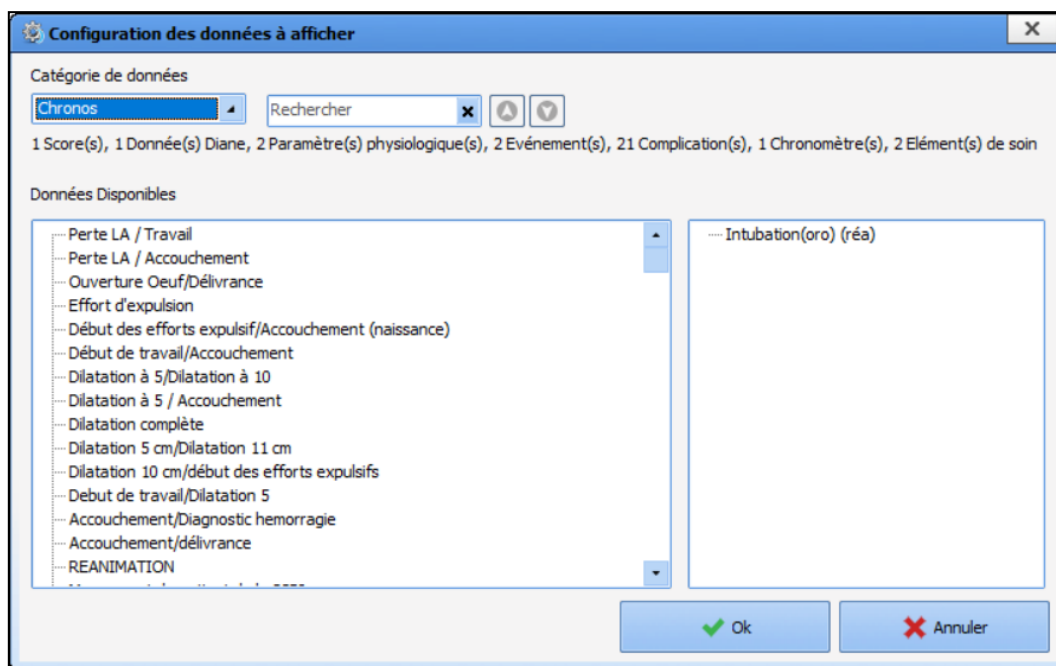 Configuration des données à afficher
Catégorie de données
Chronos
Rechercher
1 Score(s), 1 Donnée(s) Diane, 2 Paramètre(s) physiologique(s), 2 Evénement(s), 21 Complication(s), 1 Chronomètre(s), 2 Elément(s) de soin
Données Disponibles
Perte LA / Travail
Perte LA / Accouchement
Ouverture Oeuf/Délivrance
Effort d'expulsion
Début des efforts expulsif/Accouchement (naissance)
Début de travail/Accouchement
Dilatation à 5/Dilatation à 10
Dilatation à 5 / Accouchement
Dilatation complète
Dilatation 5 cm/Dilatation 11 cm
Dilatation 10 cm/début des efforts expulsifs
Debut de travail/Dilatation 5
Accouchement/Diagnostic hemorragie
Accouchement/délivrance
REANIMATION
Intubation(oro) (réa)
Ok
Annuler